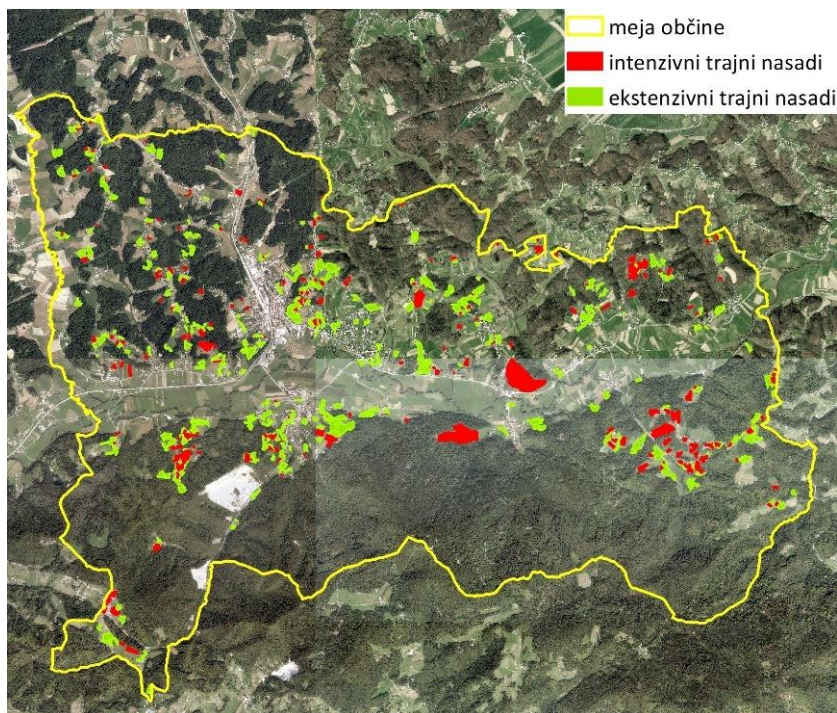 meja občine
intenzivni trajni nasadi
ekstenzivni trajni nasadi